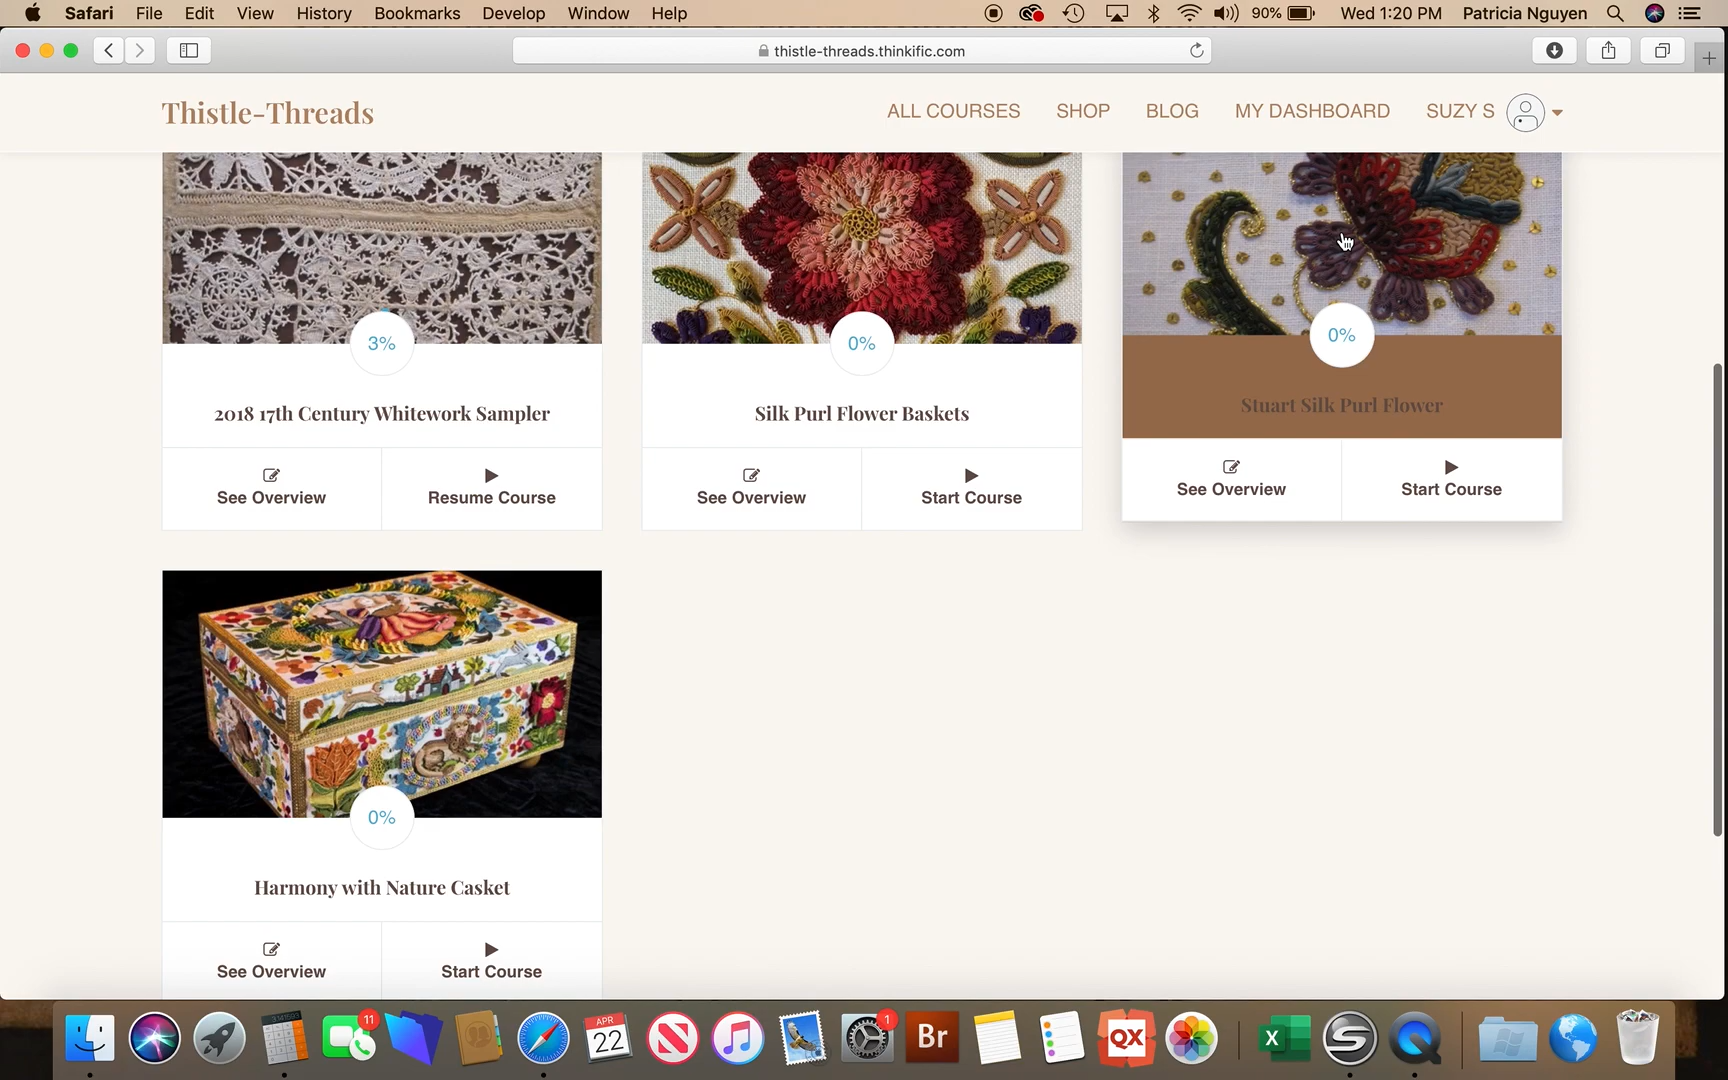 Safari File Edit View History Bookmarks Develop Window Help 90% Wed 1:20 PM Patricia Nguyen
thistle-threads.thinkific.com
Thistle-Threads ALL COURSES SHOP BLOG MY DASHBOARD SUZY S
3% 0% 0%
2018 17th Century Whitework Sampler Silk Purl Flower Baskets Stuart Silk Purl Flower
See Overview Resume Course See Overview Start Course See Overview Start Course
0%
Harmony with Nature Casket
See Overview Start Course
11 APR 22 1 Br QX X S